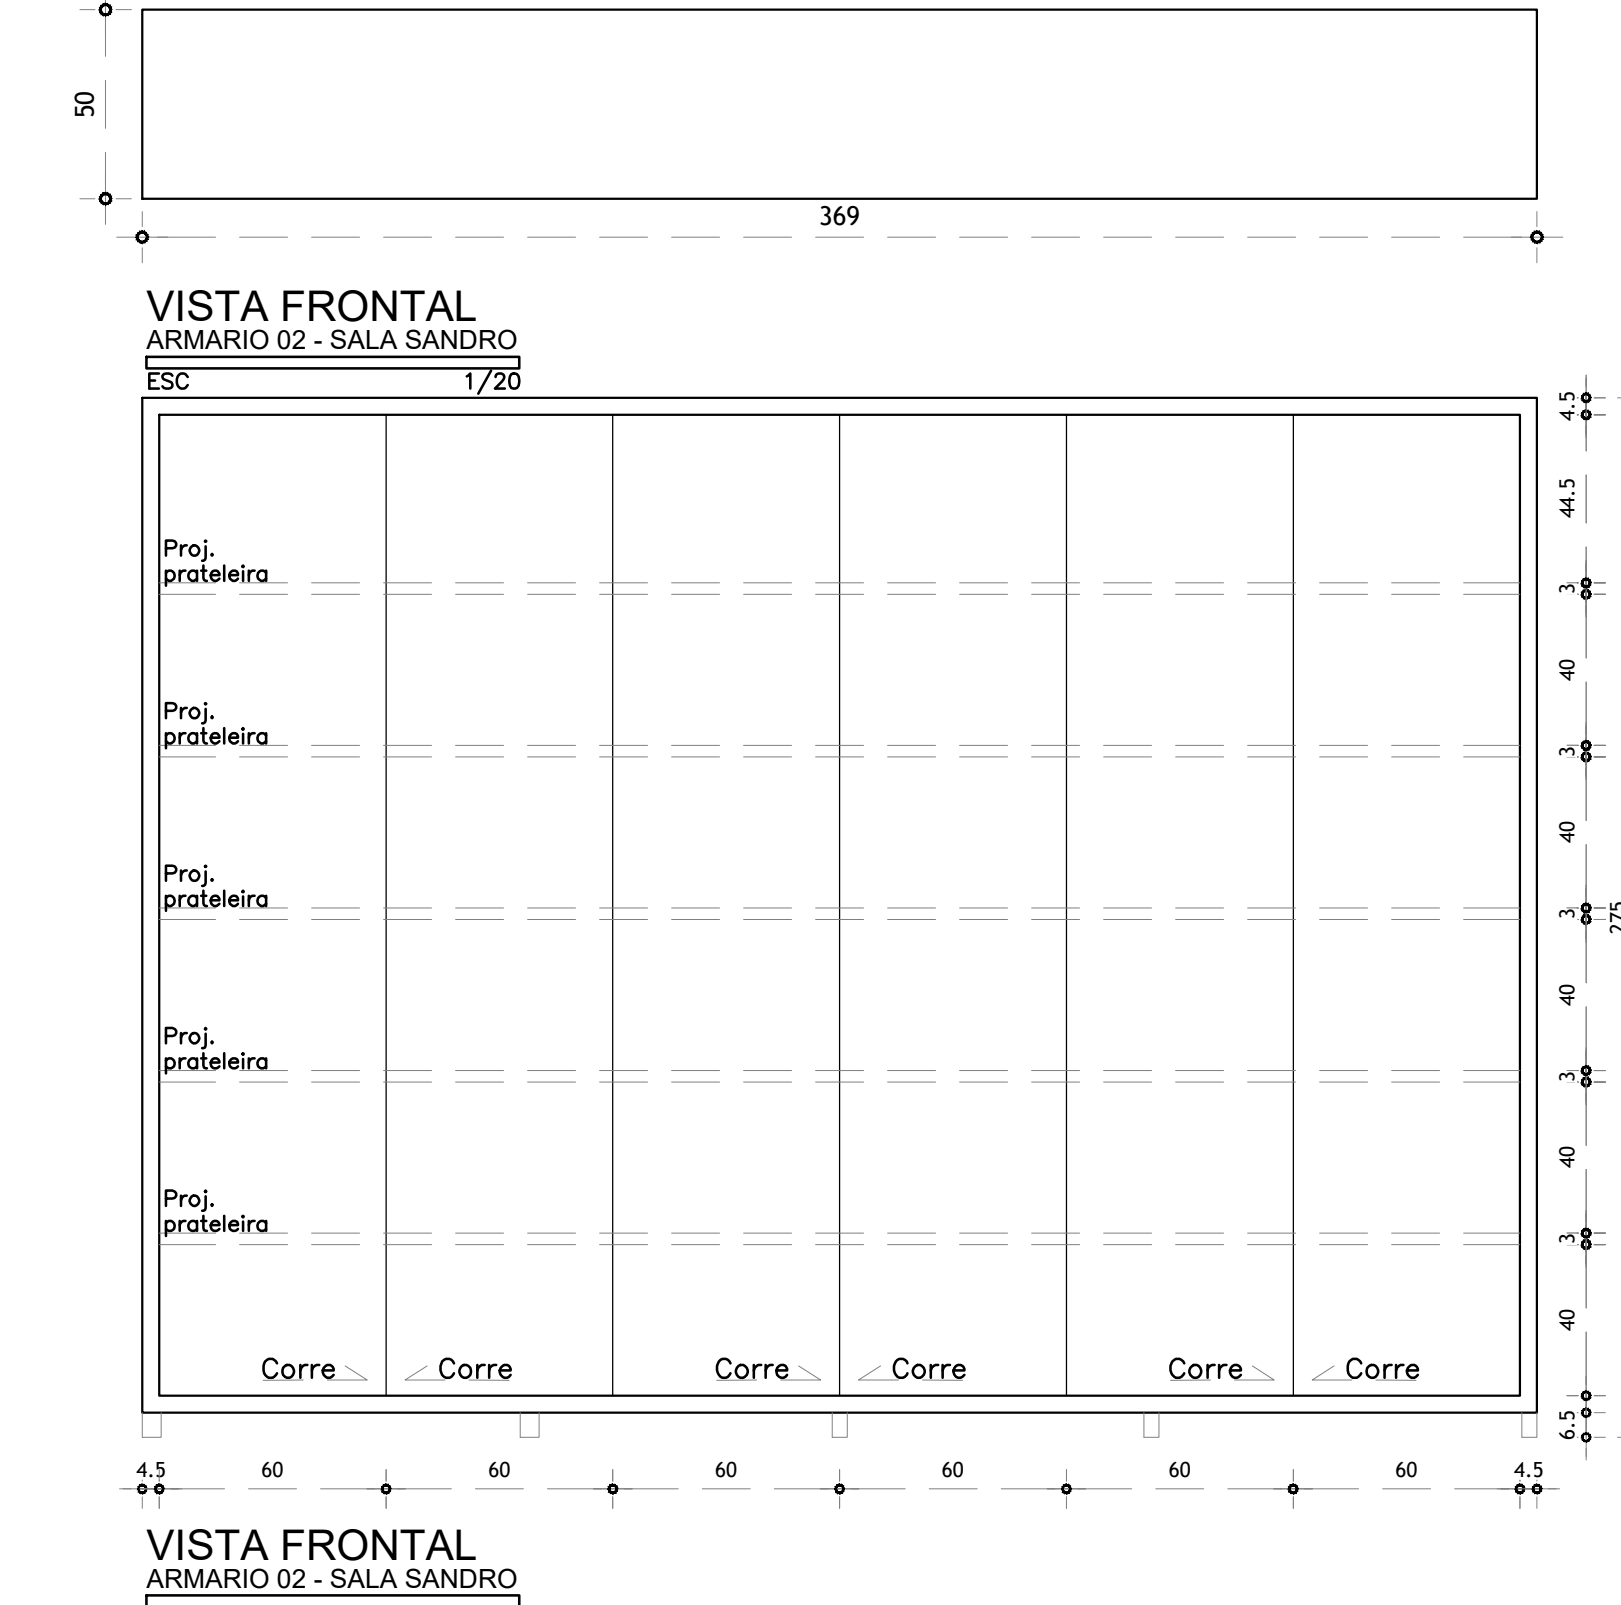 50
369
VISTA FRONTAL
ARMARIO 02 - SALA SANDRO
ESC 1/20
4.5
44.5
Proj.
prateleira
3
40
Proj.
prateleira
3
40
Proj.
prateleira
3
275
40
Proj.
prateleira
3
40
Proj.
prateleira
3
40
Corre Corre Corre Corre Corre Corre
6.5
4.5 60 60 60 60 60 60 4.5
VISTA FRONTAL
ARMARIO 02 - SALA SANDRO